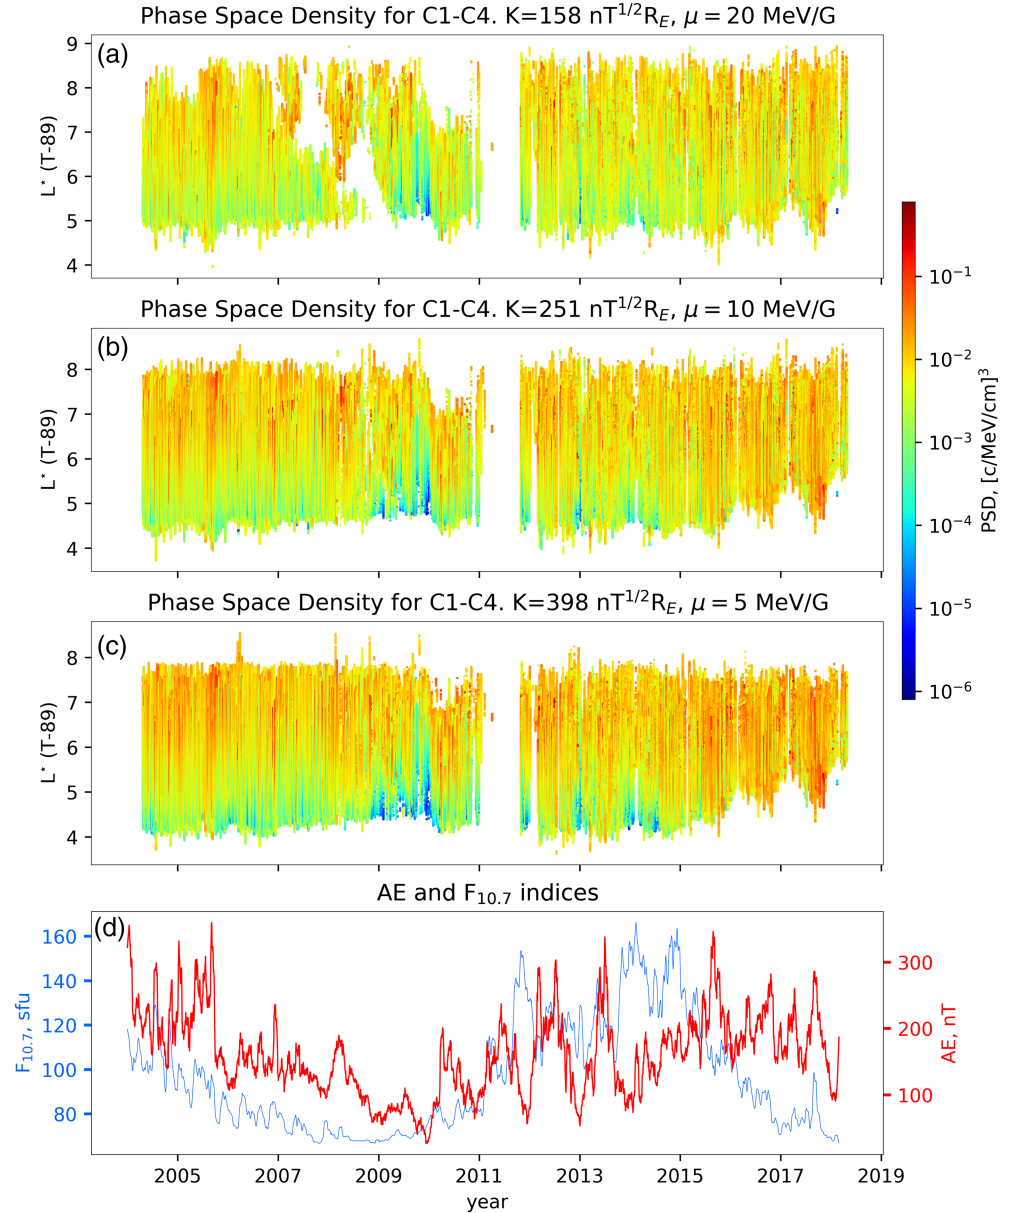 Phase Space Density for C1-C4. K=158 nT^{1/2}R_E, μ = 20 MeV/G
(a)
9
8
7
6
5
4
L* (T-89)
Phase Space Density for C1-C4. K=251 nT^{1/2}R_E, μ = 10 MeV/G
(b)
8
7
6
5
4
L* (T-89)
10^{-1}
10^{-2}
10^{-3}
10^{-4}
10^{-5}
10^{-6}
PSD, [c/MeV/cm]^3
Phase Space Density for C1-C4. K=398 nT^{1/2}R_E, μ = 5 MeV/G
(c)
8
7
6
5
4
L* (T-89)
AE and F_{10.7} indices
(d)
160
140
120
100
80
F_{10.7}, sfu
300
200
100
AE, nT
2005 2007 2009 2011 2013 2015 2017 2019
year